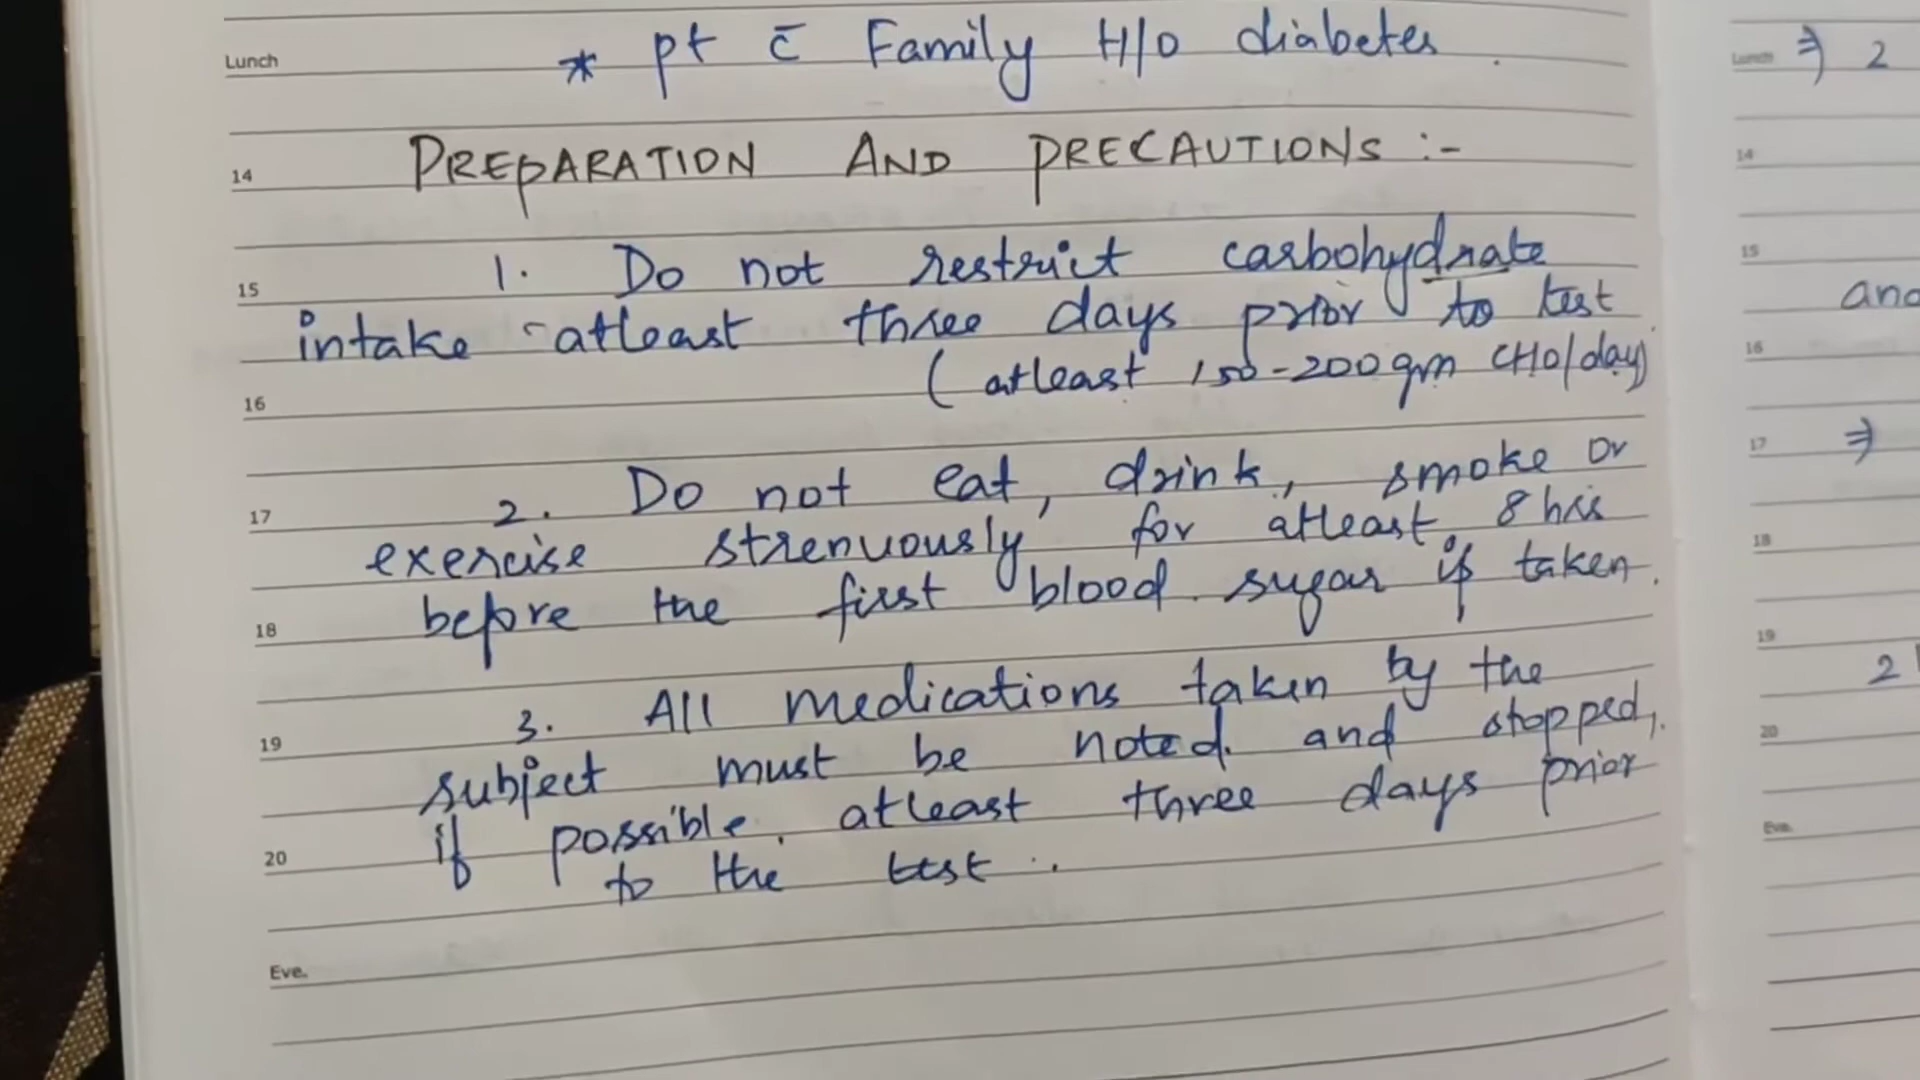 Lunch * pt c̄ Family H/o diabetes.
PREPARATION AND PRECAUTIONS :-
14
1. Do not restrict carbohydrate
15
intake atleast three days prior to test
(atleast 150-200gm CHO/day)
16
2. Do not eat, drink, smoke or
17
exercise strenuously for atleast 8 hrs
before the first blood sugar is taken.
18
3. All medications taken by the
19
subject must be noted and stopped,
if possible, atleast three days prior
20
to the test.
Eve.
Lunch ⇒ 2
14
15
and
16
17 ⇒
18
19
2
20
Eve.